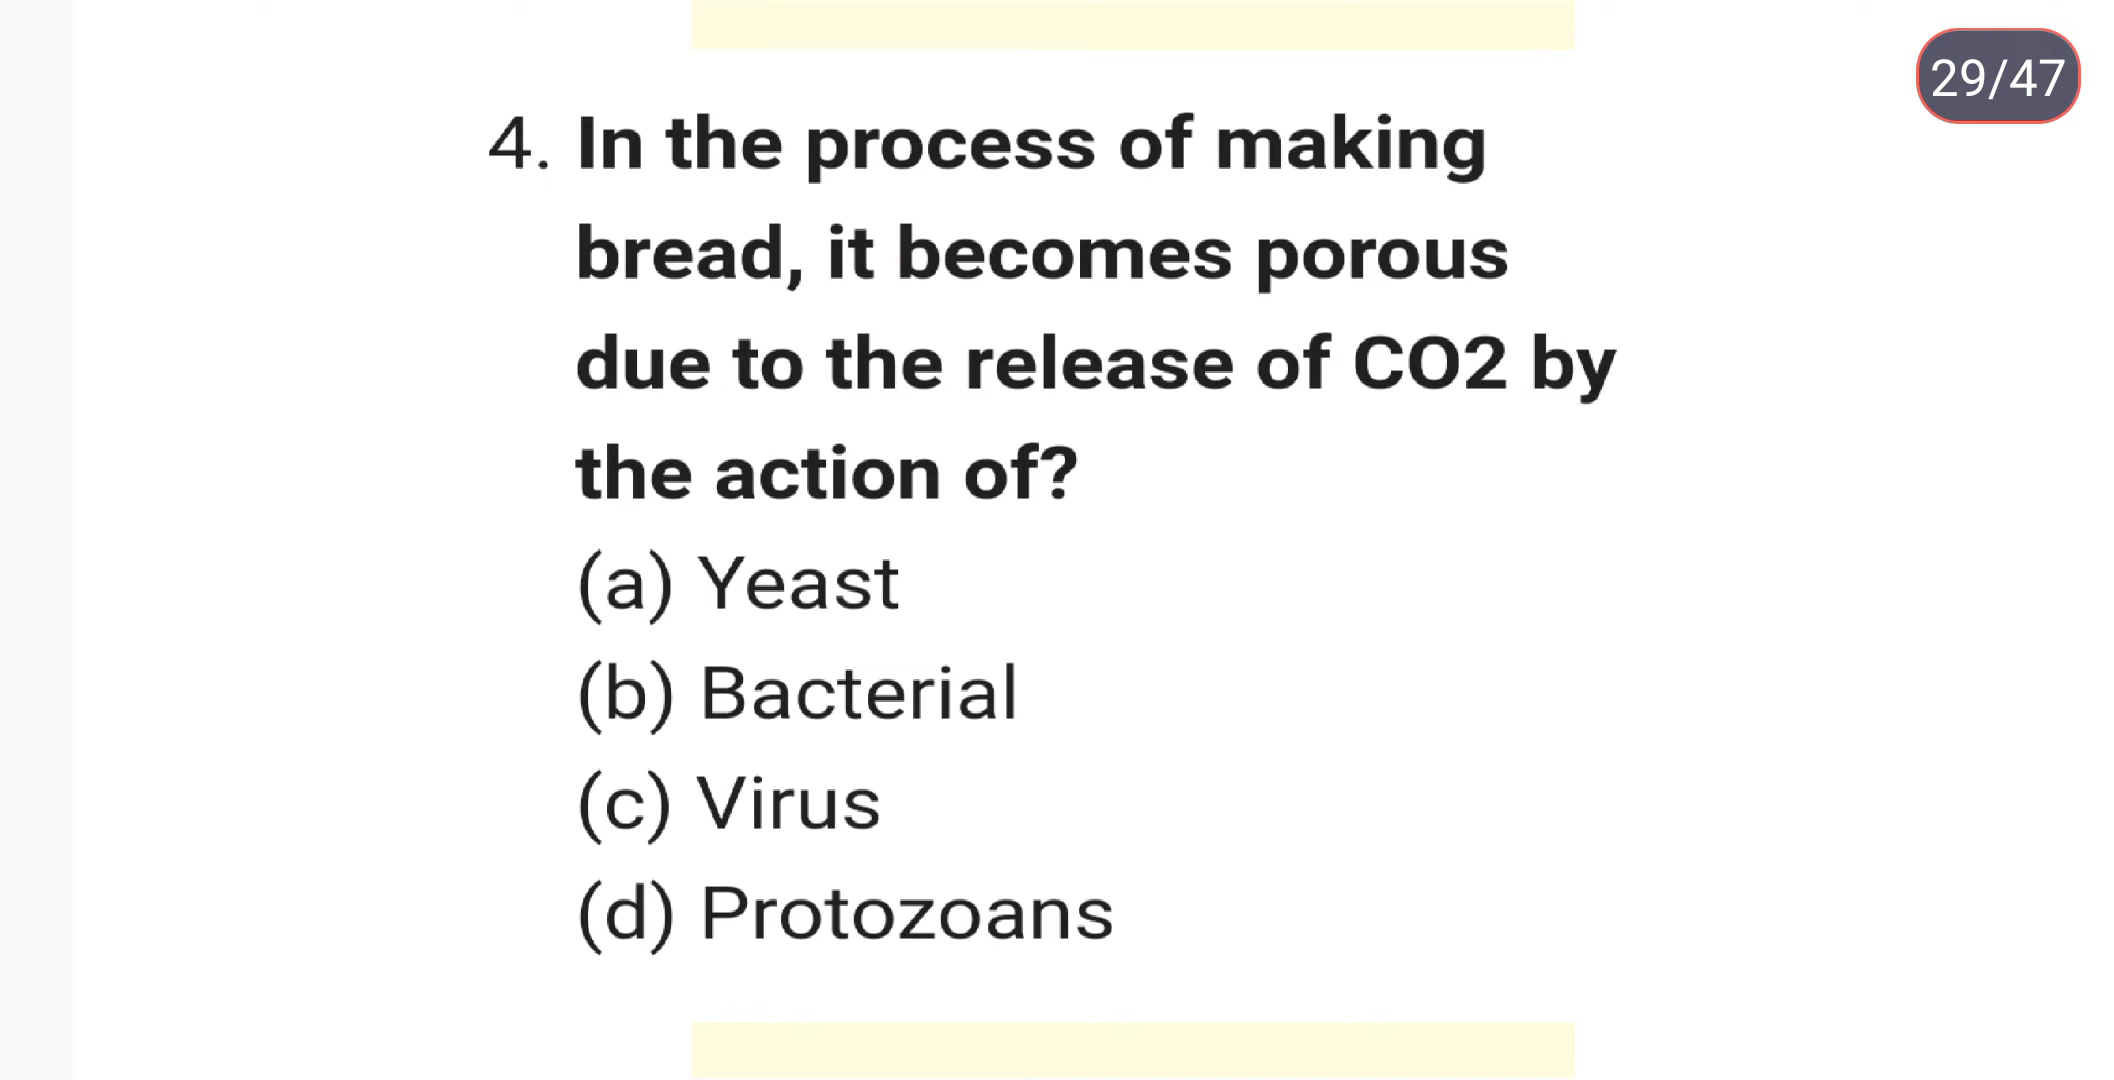 29/47
4. In the process of making
bread, it becomes porous
due to the release of CO2 by
the action of?
(a) Yeast
(b) Bacterial
(c) Virus
(d) Protozoans